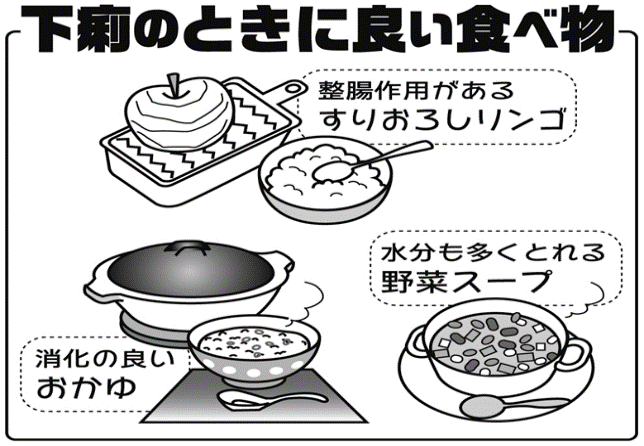 下痢のときに良い食べ物
整腸作用がある
すりおろしリンゴ
水分も多くとれる
野菜スープ
消化の良い
おかゆ